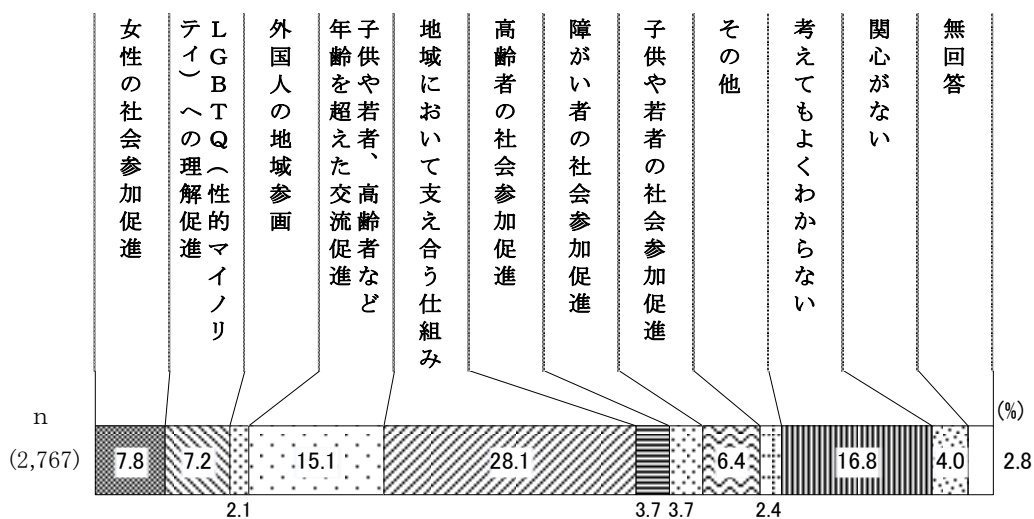 女性の社会参加促進
LGBTQ(性的マイノリ
ティ)への理解促進
外国人の地域参画
子供や若者、高齢者など
年齢を超えた交流促進
地域において支え合う仕組み
高齢者の社会参加促進
障がい者の社会参加促進
子供や若者の社会参加促進
その他
考えてもよくわからない
関心がない
無回答
(%)
n
(2,767)
7.8
7.2
2.1
15.1
28.1
3.7
3.7
6.4
2.4
16.8
4.0
2.8